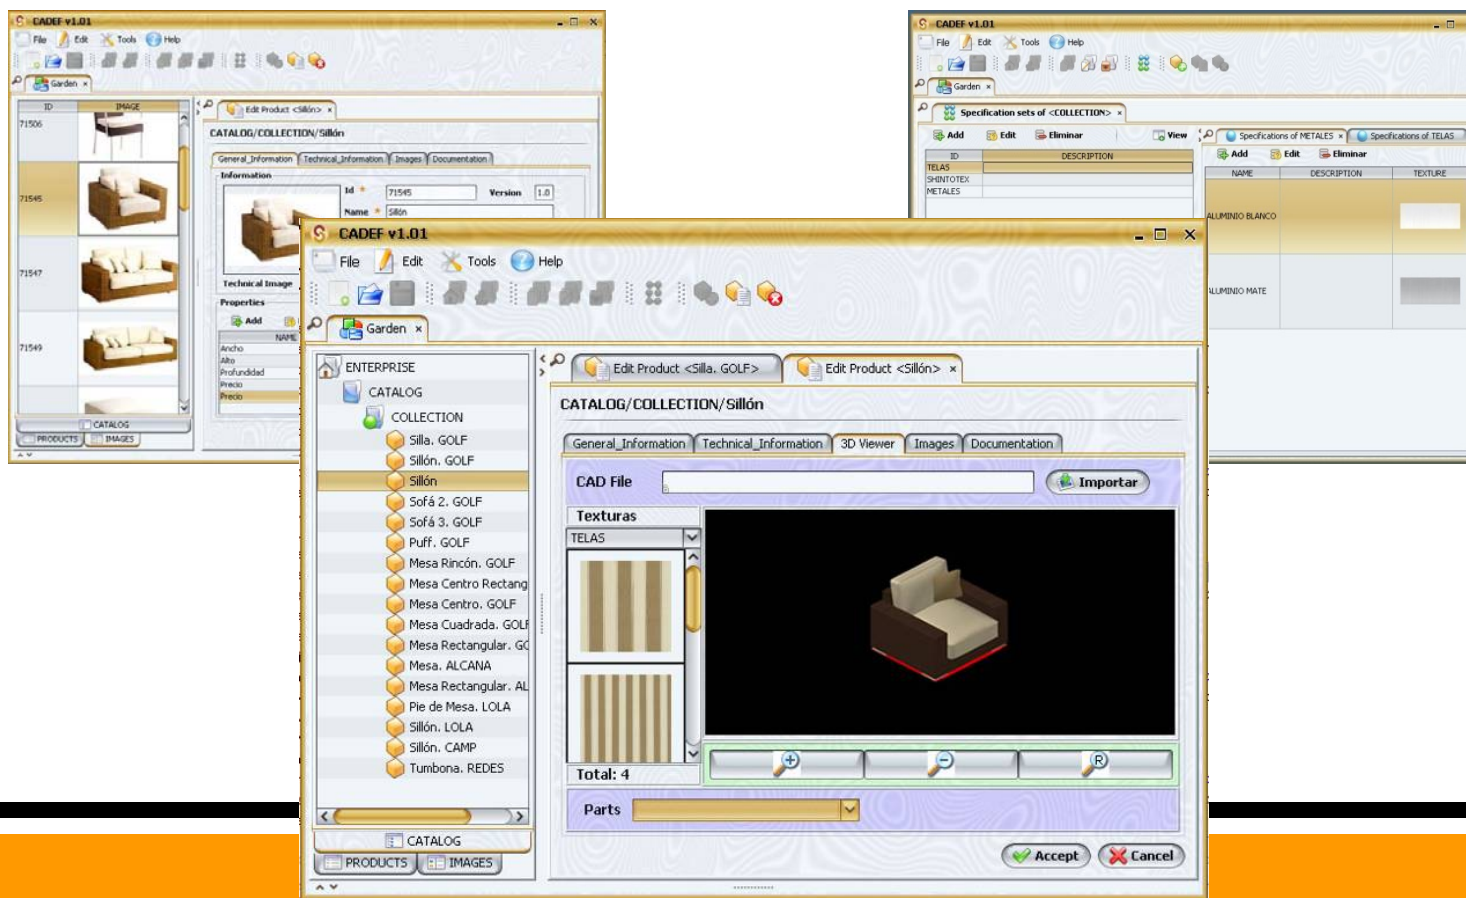 CADEF v1.01
File Edit Tools Help
Garden ×
ID IMAGE
71506
71545
71547
71549
CATALOG
PRODUCTS IMAGES
Edit Product <Sillón> ×
CATALOG/COLLECTION/Sillón
General_Information Technical_Information Images Documentation
Information
Id * 71545 Version 1.0
Name * Sillón
Technical Image
Properties
Add
NAME
Ancho
Alto
Profundidad
Precio
Precio
CADEF v1.01
File Edit Tools Help
Garden ×
Specification sets of <COLLECTION> ×
Add Edit Eliminar View
ID DESCRIPTION
TELAS
SHINTOTEX
METALES
Specifications of METALES × Specifications of TELAS
Add Edit Eliminar
NAME DESCRIPTION TEXTURE
ALUMINIO BLANCO
ALUMINIO MATE
CADEF v1.01
File Edit Tools Help
Garden ×
ENTERPRISE
CATALOG
COLLECTION
Silla. GOLF
Sillón. GOLF
Sillón
Sofá 2. GOLF
Sofá 3. GOLF
Puff. GOLF
Mesa Rincón. GOLF
Mesa Centro Rectang
Mesa Centro. GOLF
Mesa Cuadrada. GOLF
Mesa Rectangular. GO
Mesa. ALCANA
Mesa Rectangular. AL
Pie de Mesa. LOLA
Sillón. LOLA
Sillón. CAMP
Tumbona. REDES
CATALOG
PRODUCTS IMAGES
Edit Product <Silla. GOLF> Edit Product <Sillón> ×
CATALOG/COLLECTION/Sillón
General_Information Technical_Information 3D Viewer Images Documentation
CAD File Importar
Texturas
TELAS
Total: 4
R
Parts
Accept Cancel